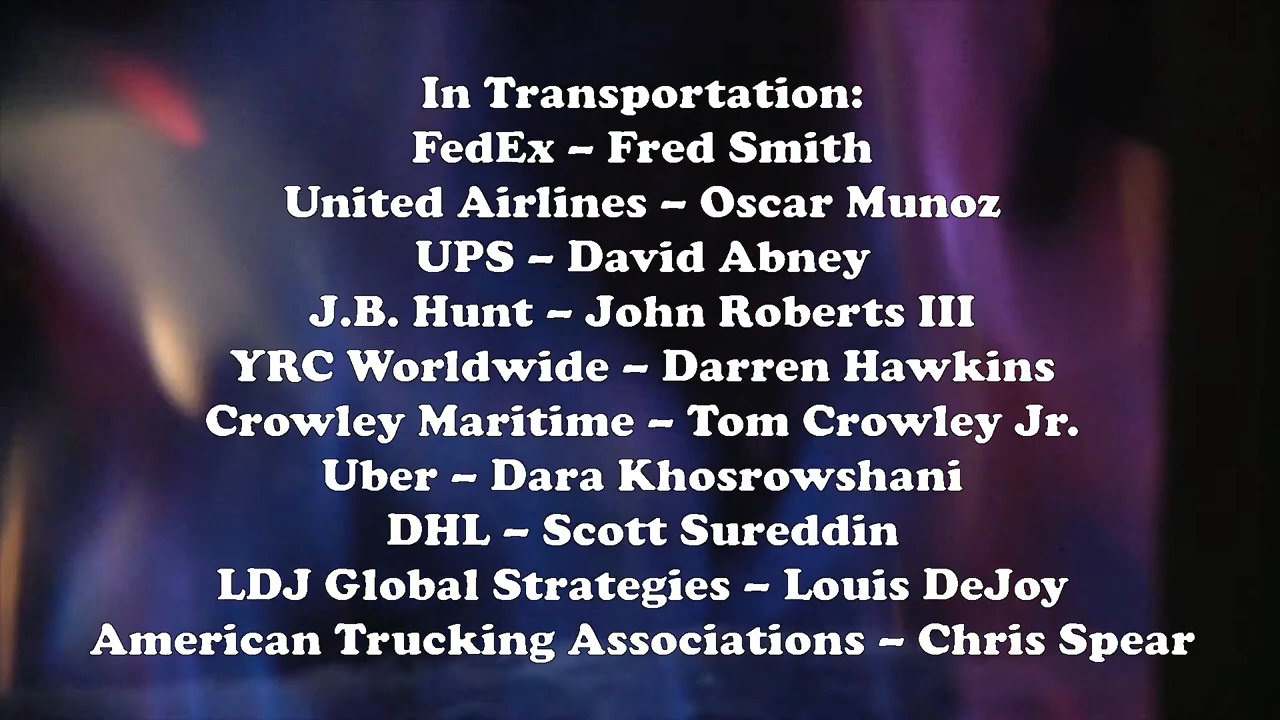 In Transportation:
FedEx – Fred Smith
United Airlines – Oscar Munoz
UPS – David Abney
J.B. Hunt – John Roberts III
YRC Worldwide – Darren Hawkins
Crowley Maritime – Tom Crowley Jr.
Uber – Dara Khosrowshani
DHL – Scott Sureddin
LDJ Global Strategies – Louis DeJoy
American Trucking Associations – Chris Spear